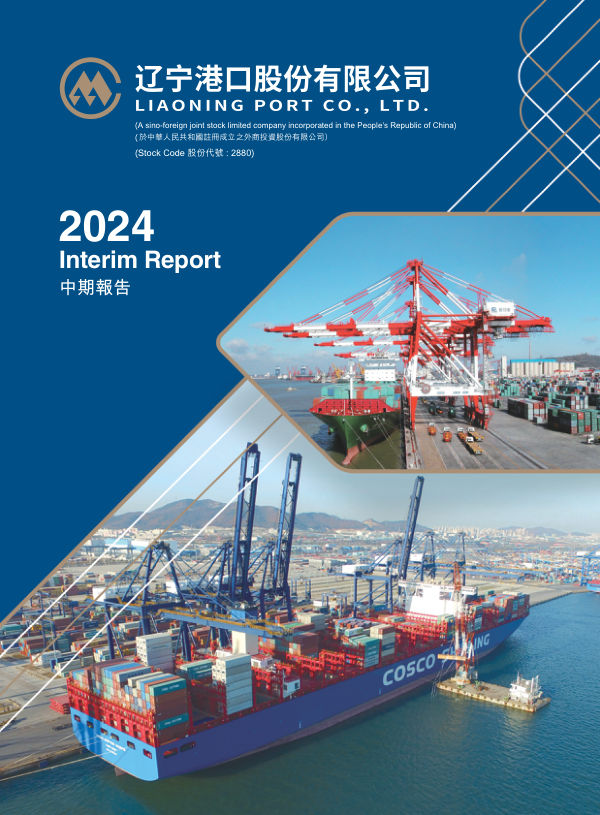 辽宁港口股份有限公司
LIAONING PORT CO., LTD.
(A sino-foreign joint stock limited company incorporated in the People's Republic of China)
(於中華人民共和國註冊成立之外商投資股份有限公司)
(Stock Code 股份代號 : 2880)
2024
Interim Report
中期報告
COSCO